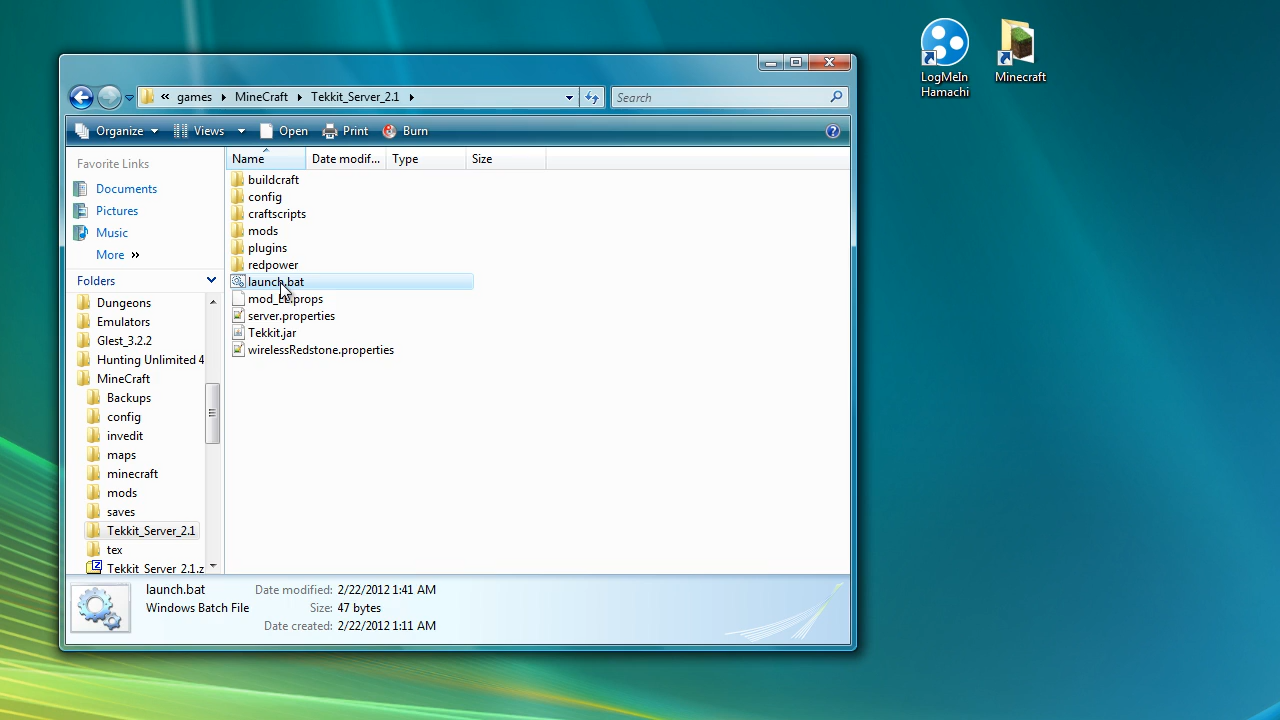 LogMeIn
Hamachi
Minecraft
« games MineCraft Tekkit_Server_2.1
Search
Organize Views Open Print Burn
Favorite Links
Documents
Pictures
Music
More »
Folders
Dungeons
Emulators
Glest_3.2.2
Hunting Unlimited 4
MineCraft
Backups
config
invedit
maps
minecraft
mods
saves
Tekkit_Server_2.1
tex
Tekkit Server 2.1.z
Name Date modif... Type Size
buildcraft
config
craftscripts
mods
plugins
redpower
launch.bat
server.properties
Tekkit.jar
wirelessRedstone.properties
launch.bat Date modified: 2/22/2012 1:41 AM
Windows Batch File Size: 47 bytes
Date created: 2/22/2012 1:11 AM